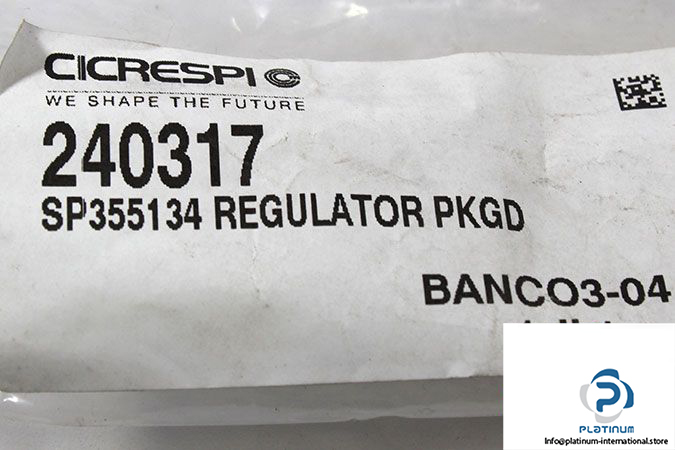 CICRESPI
WE SHAPE THE FUTURE
240317
SP355134 REGULATOR PKGD
BANCO3-04
PLATINUM
Info@platinum-international.store